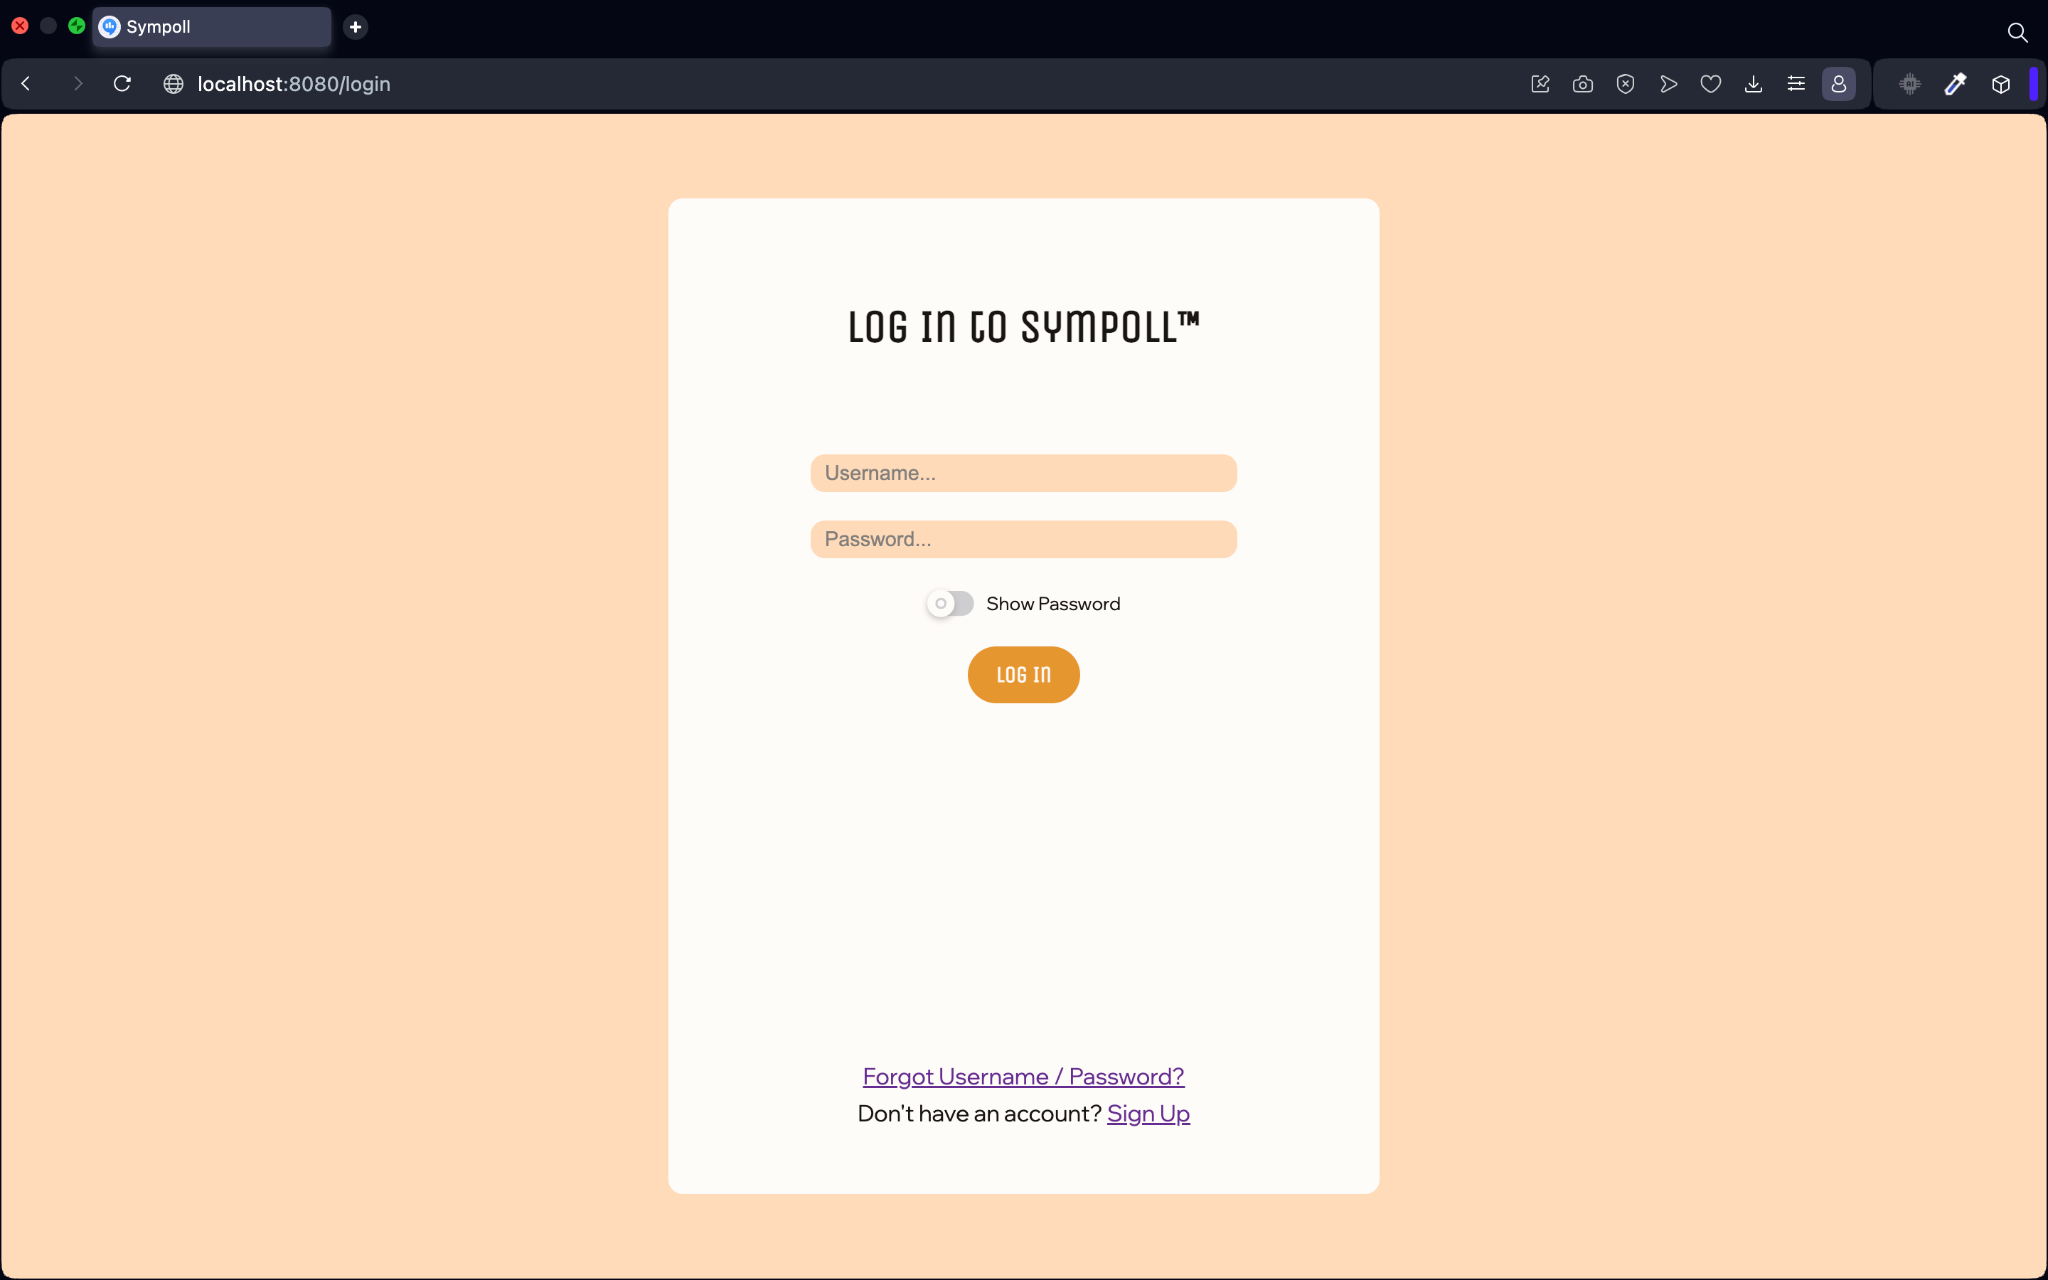 Sympoll
localhost:8080/login
LOG IN TO SYMPOLL™
Username...
Password...
Show Password
LOG IN
Forgot Username / Password?
Don't have an account? Sign Up